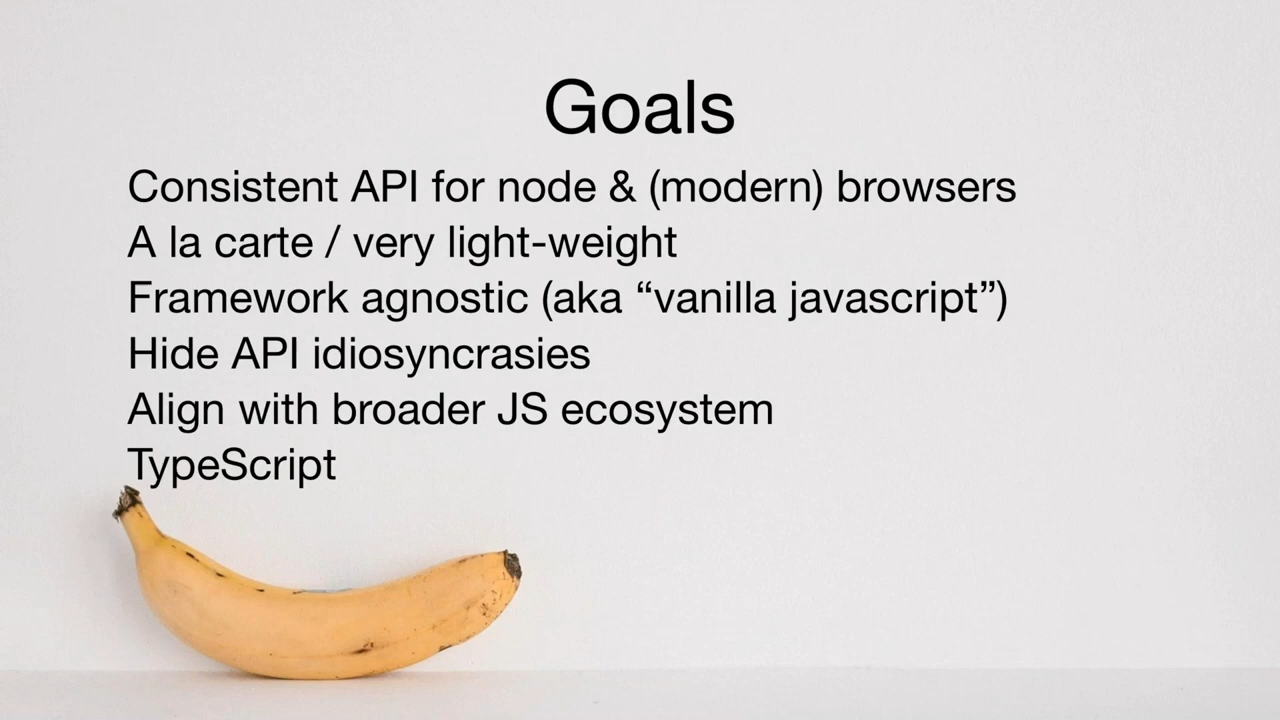 Goals
Consistent API for node & (modern) browsers
A la carte / very light-weight
Framework agnostic (aka “vanilla javascript”)
Hide API idiosyncrasies
Align with broader JS ecosystem
TypeScript